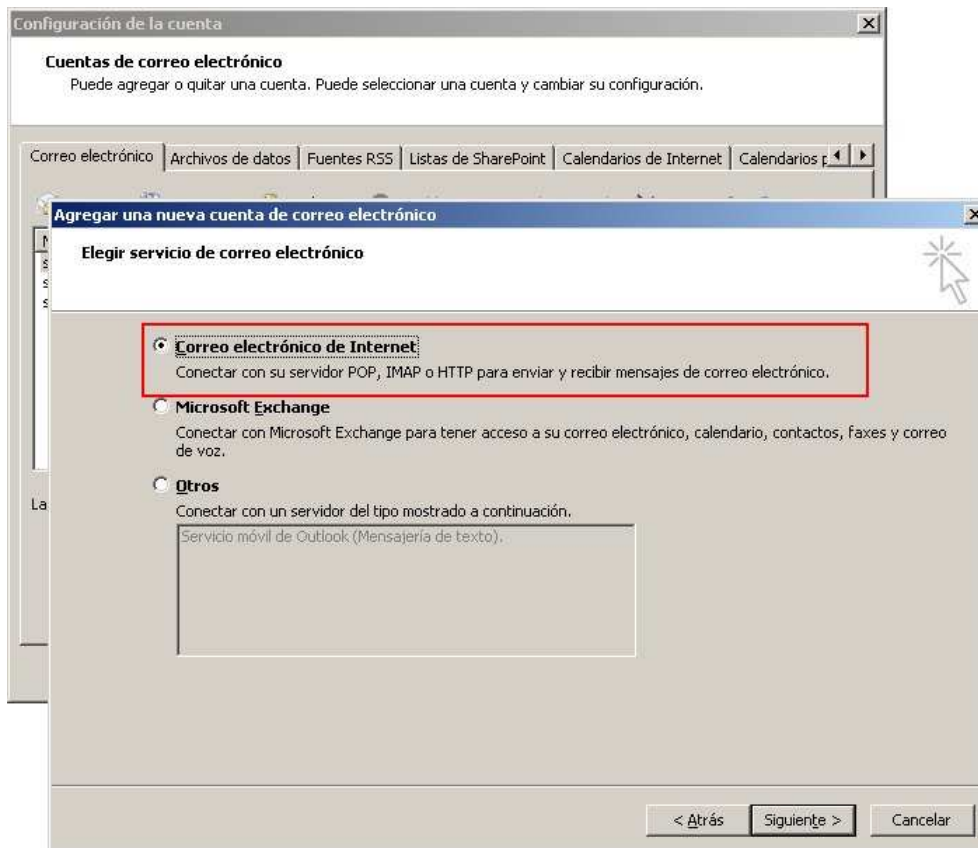 Configuración de la cuenta
Cuentas de correo electrónico
Puede agregar o quitar una cuenta. Puede seleccionar una cuenta y cambiar su configuración.
Correo electrónico Archivos de datos Fuentes RSS Listas de SharePoint Calendarios de Internet Calendarios
Agregar una nueva cuenta de correo electrónico
Elegir servicio de correo electrónico
Correo electrónico de Internet
Conectar con su servidor POP, IMAP o HTTP para enviar y recibir mensajes de correo electrónico.
Microsoft Exchange
Conectar con Microsoft Exchange para tener acceso a su correo electrónico, calendario, contactos, faxes y correo
de voz.
Otros
La
Conectar con un servidor del tipo mostrado a continuación.
Servicio móvil de Outlook (Mensajería de texto).
< Atrás Siguiente > Cancelar